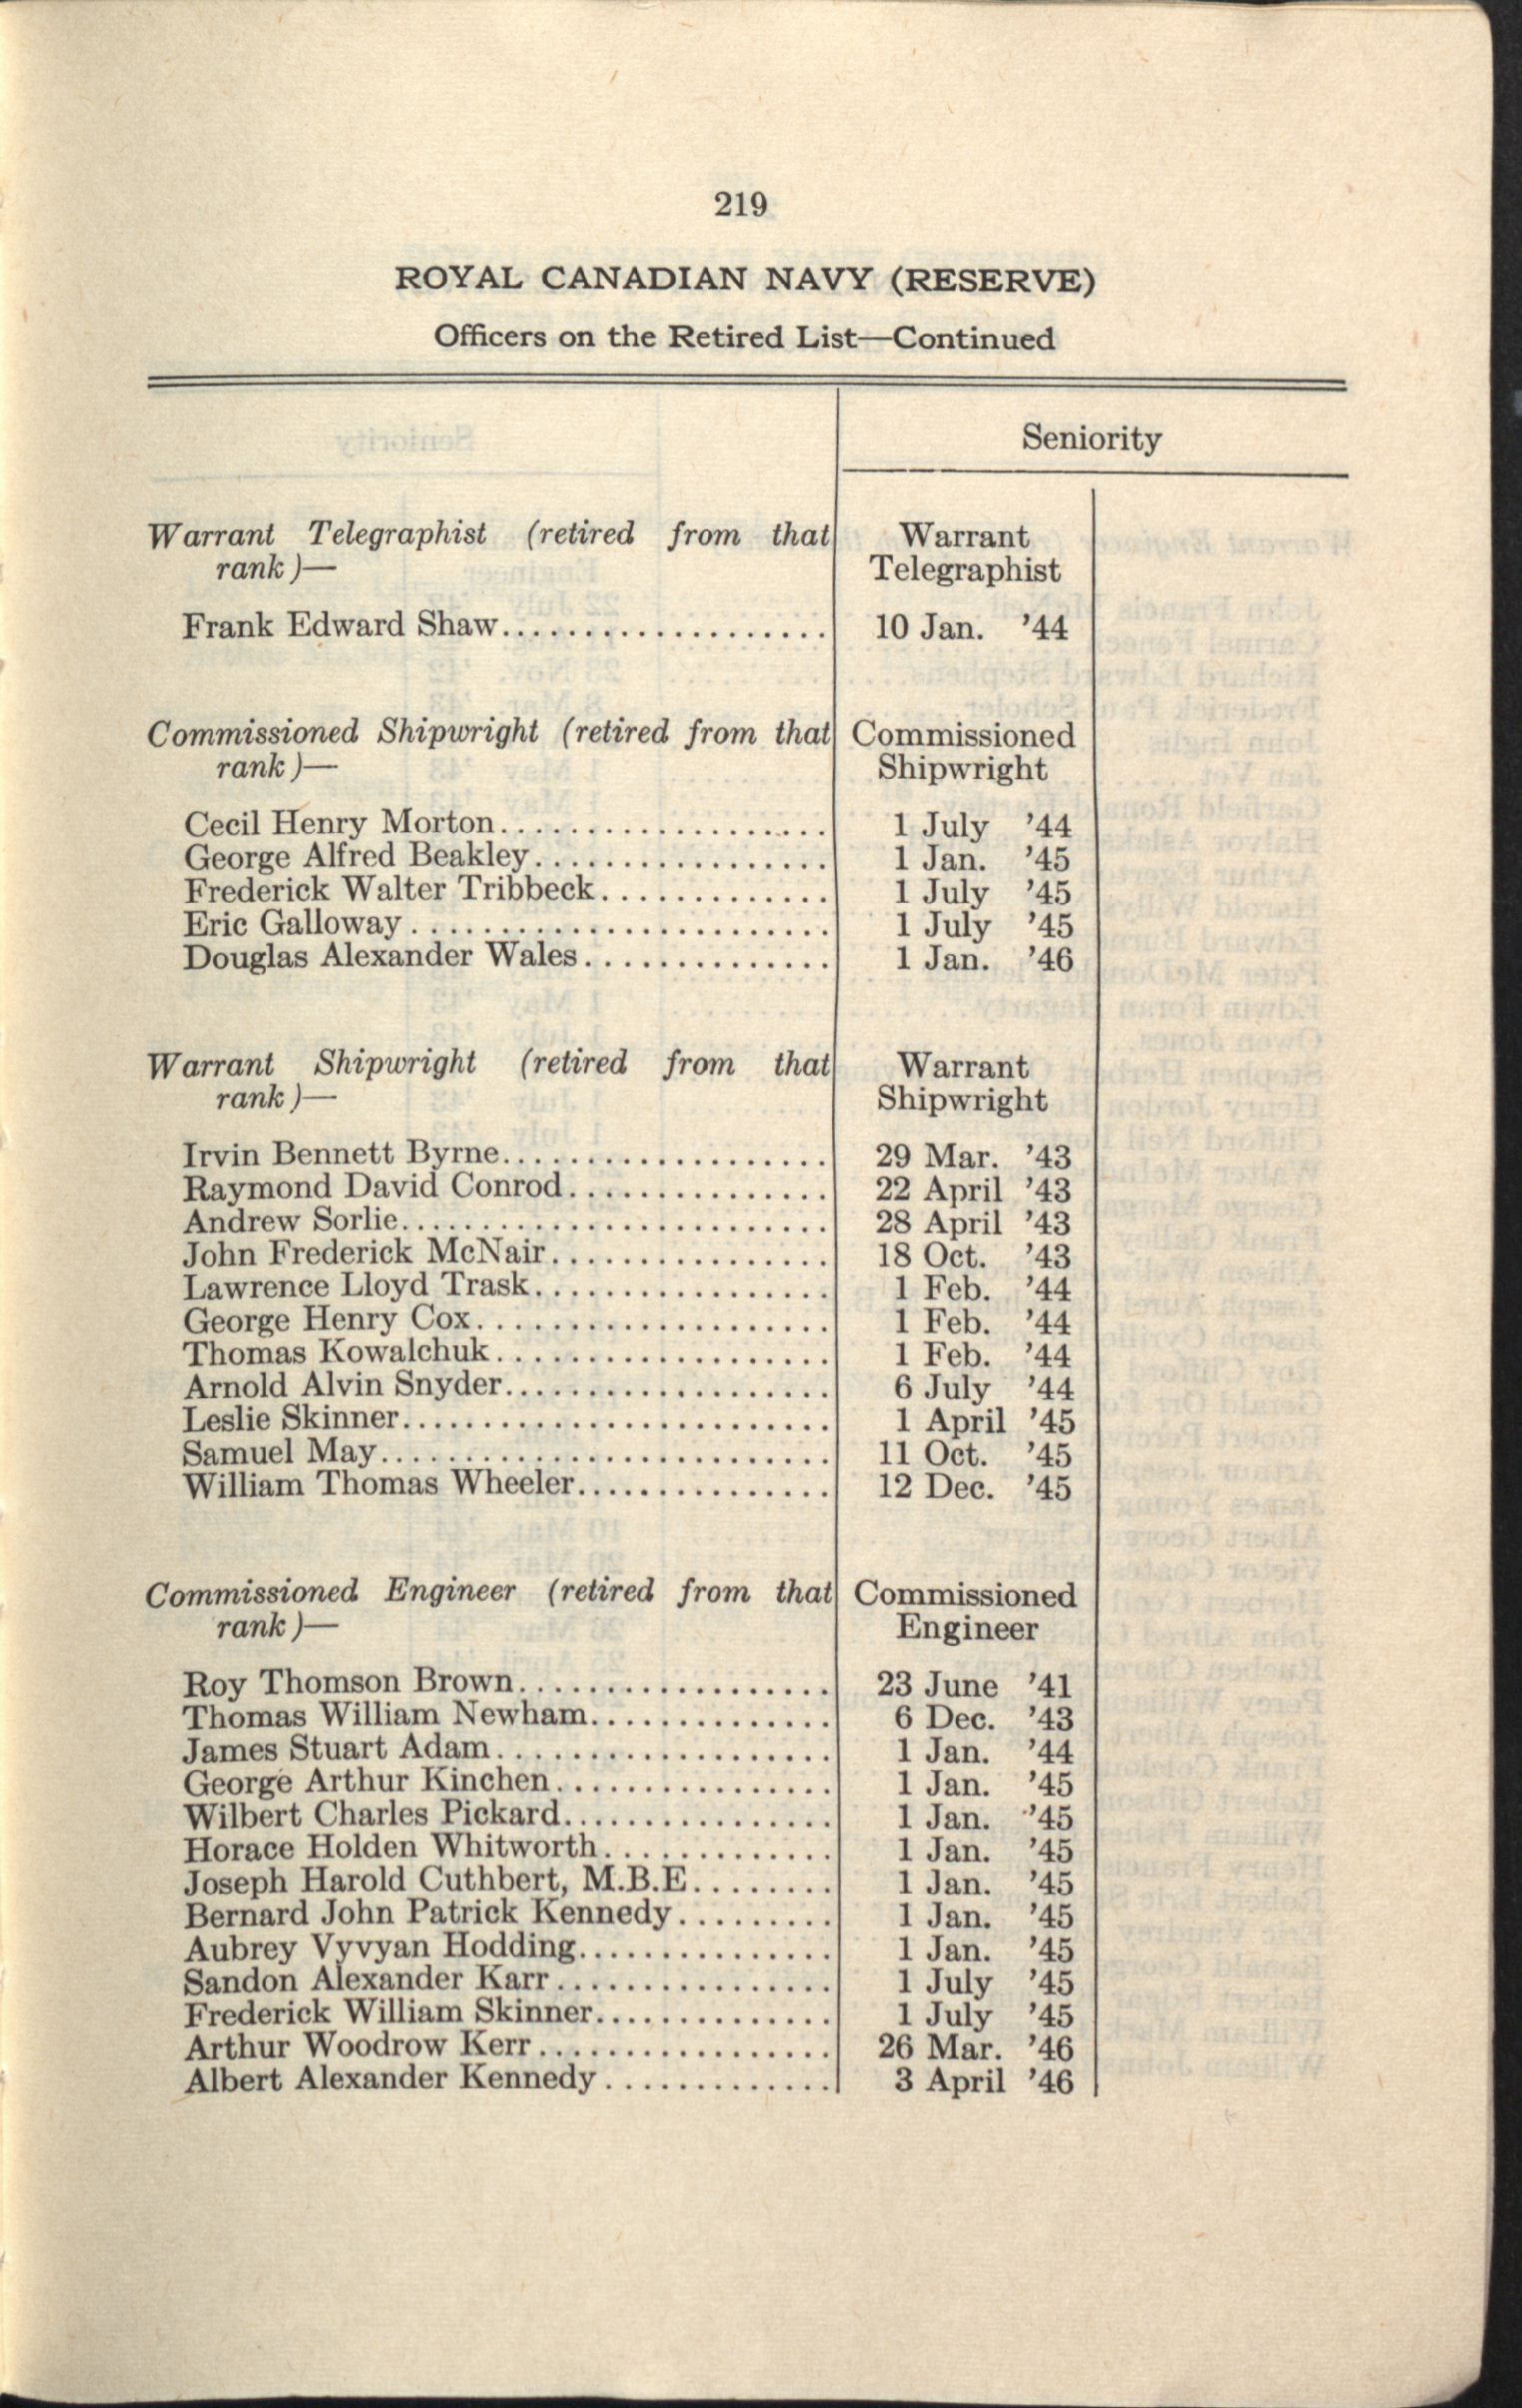 219
ROYAL CANADIAN NAVY (RESERVE)
Officers on the Retired List—Continued
Seniority
Warrant Telegraphist (retired from that Warrant
rank)— Telegraphist
Frank Edward Shaw.................... 10 Jan. ’44
Commissioned Shipwright (retired from that Commissioned
rank)— Shipwright
Cecil Henry Morton.................... 1 July ’44
George Alfred Beakley.................. 1 Jan. ’45
Frederick Walter Tribbeck.............. 1 July ’45
Eric Galloway......................... 1 July ’45
Douglas Alexander Wales............... 1 Jan. ’46
Warrant Shipwright (retired from that Warrant
rank)— Shipwright
Irvin Bennett Byrne.................... 29 Mar. ’43
Raymond David Conrod................ 22 April ’43
Andrew Sorlie.......................... 28 April ’43
John Frederick McNair................. 18 Oct. ’43
Lawrence Lloyd Trask.................. 1 Feb. ’44
George Henry Cox..................... 1 Feb. ’44
Thomas Kowalchuk.................... 1 Feb. ’44
Arnold Alvin Snyder.................... 6 July ’44
Leslie Skinner.......................... 1 April ’45
Samuel May........................... 11 Oct. ’45
William Thomas Wheeler............... 12 Dec. ’45
Commissioned Engineer (retired from that Commissioned
rank)— Engineer
Roy Thomson Brown................... 23 June ’41
Thomas William Newham............... 6 Dec. ’43
James Stuart Adam.................... 1 Jan. ’44
George Arthur Kinchen................. 1 Jan. ’45
Wilbert Charles Pickard................ 1 Jan. ’45
Horace Holden Whitworth.............. 1 Jan. ’45
Joseph Harold Cuthbert, M.B.E......... 1 Jan. ’45
Bernard John Patrick Kennedy.......... 1 Jan. ’45
Aubrey Vyvyan Hodding............... 1 Jan. ’45
Sandon Alexander Karr................. 1 July ’45
Frederick William Skinner.............. 1 July ’45
Arthur Woodrow Kerr.................. 26 Mar. ’46
Albert Alexander Kennedy.............. 3 April ’46